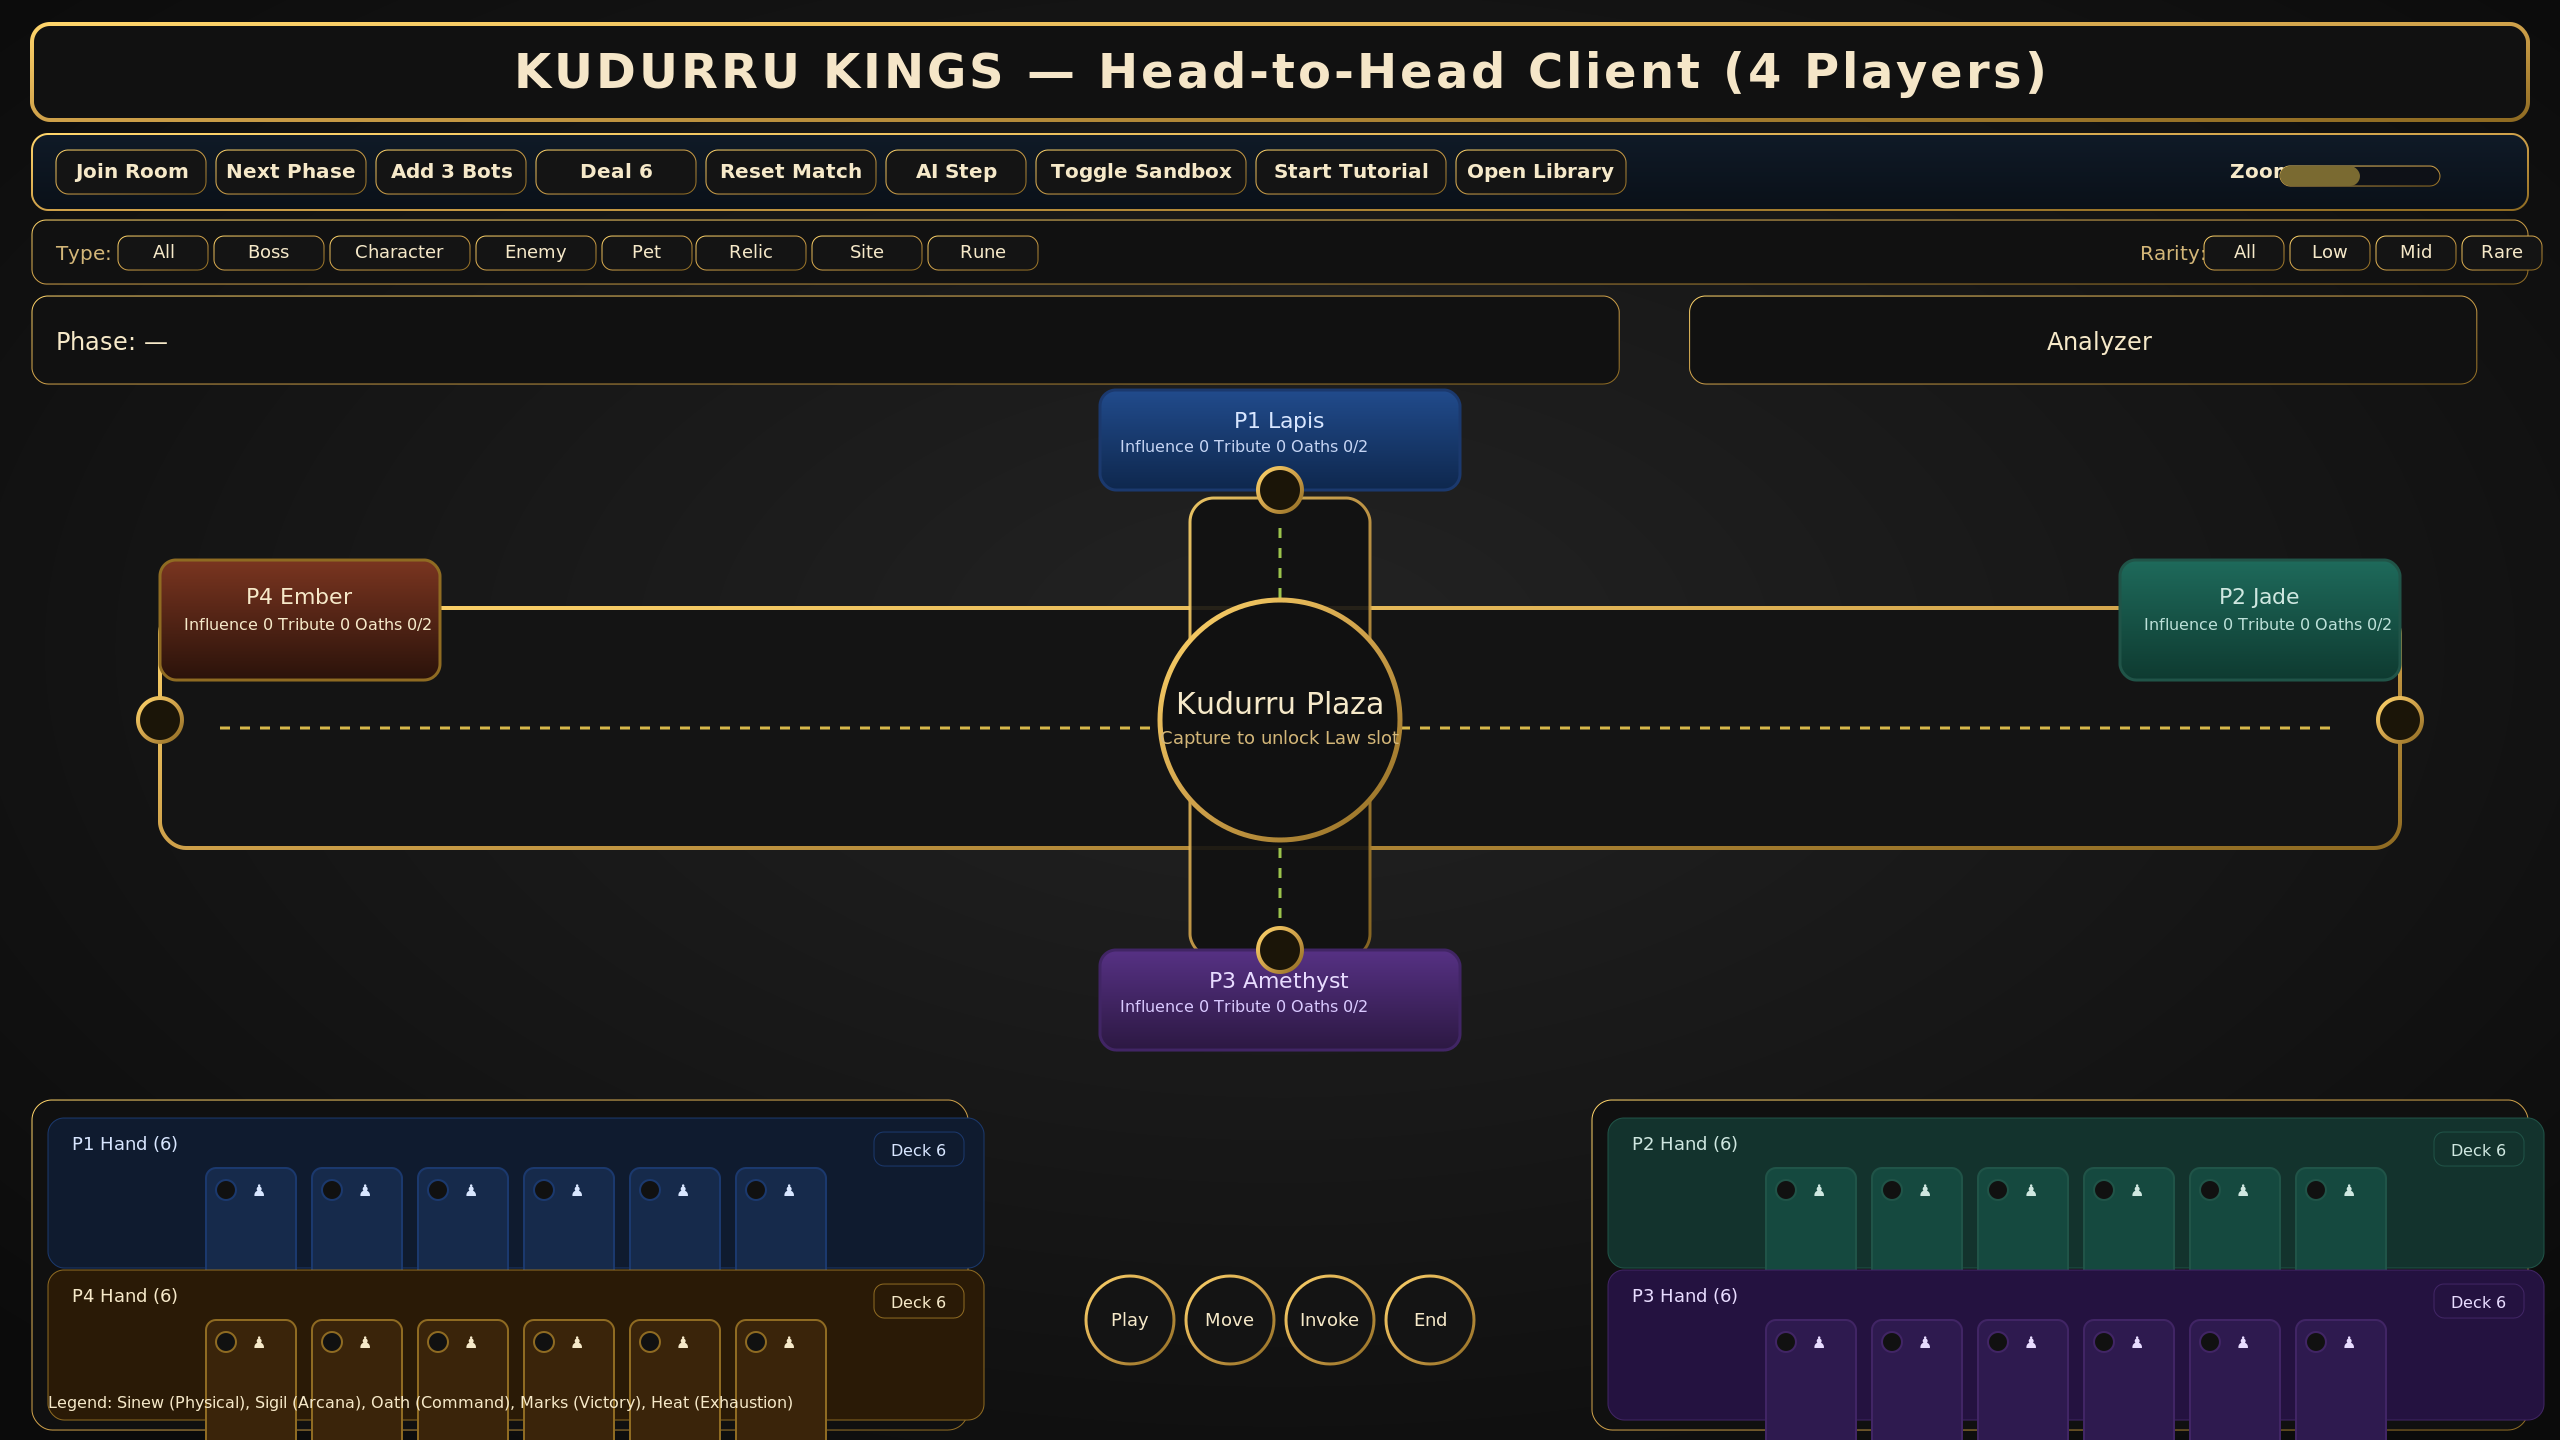 KUDURRU KINGS — Head-to-Head Client (4 Players)
Join Room Next Phase Add 3 Bots Deal 6 Reset Match AI Step Toggle Sandbox Start Tutorial Open Library
Type: All Boss Character Enemy Pet Relic Site Rune Rarity: All Low Mid Rare
Phase: —
Analyzer
P1 Lapis
Influence 0 Tribute 0 Oaths 0/2
P4 Ember
Influence 0 Tribute 0 Oaths 0/2
P2 Jade
Influence 0 Tribute 0 Oaths 0/2
Kudurru Plaza
Capture to unlock Law slot
P3 Amethyst
Influence 0 Tribute 0 Oaths 0/2
P1 Hand (6) Deck 6
P2 Hand (6) Deck 6
P4 Hand (6) Deck 6
P3 Hand (6) Deck 6
Play Move Invoke End
Legend: Sinew (Physical), Sigil (Arcana), Oath (Command), Marks (Victory), Heat (Exhaustion)